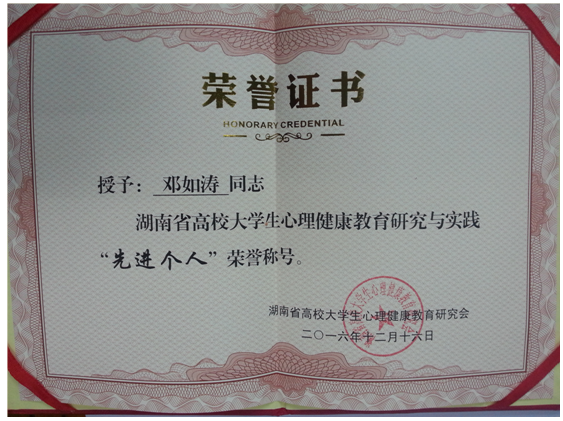 荣誉证书
HONORARY CREDENTIAL
授予：邓如涛同志
湖南省高校大学生心理健康教育研究与实践
“先进个人”荣誉称号。
湖南省高校大学生心理健康教育研究会
二〇一六年十二月十六日